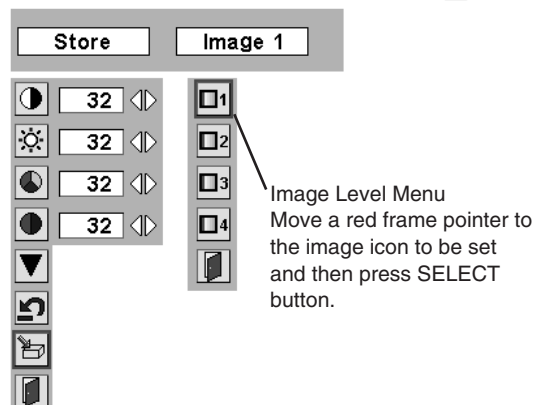 Store
Image 1
32
32
32
32
1
2
3
4
Image Level Menu
Move a red frame pointer to
the image icon to be set
and then press SELECT
button.